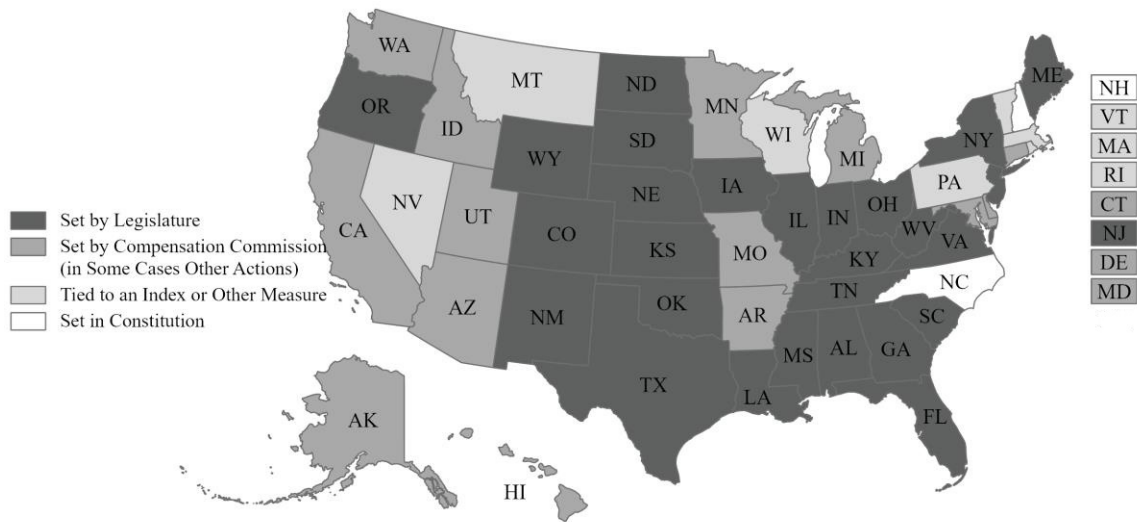 WA
MT
ND
MN
ME
OR
ID
SD
WI
MI
NY
WY
NE
IA
PA
NV
UT
CO
IL
IN
OH
CA
KS
MO
WV
VA
KY
AZ
NM
OK
AR
TN
NC
SC
MS
AL
GA
TX
LA
FL
AK
HI
NH
VT
MA
RI
CT
NJ
DE
MD
Set by Legislature
Set by Compensation Commission
(in Some Cases Other Actions)
Tied to an Index or Other Measure
Set in Constitution